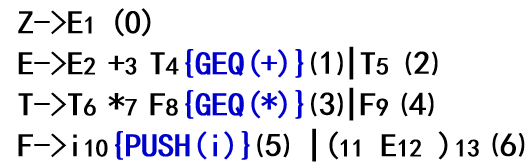 Z->E1 (0)
E->E2 +3 T4{GEQ(+)}(1)|T5 (2)
T->T6 *7 F8{GEQ(*)}(3)|F9 (4)
F->i10{PUSH(i)}(5) |(11 E12 )13 (6)